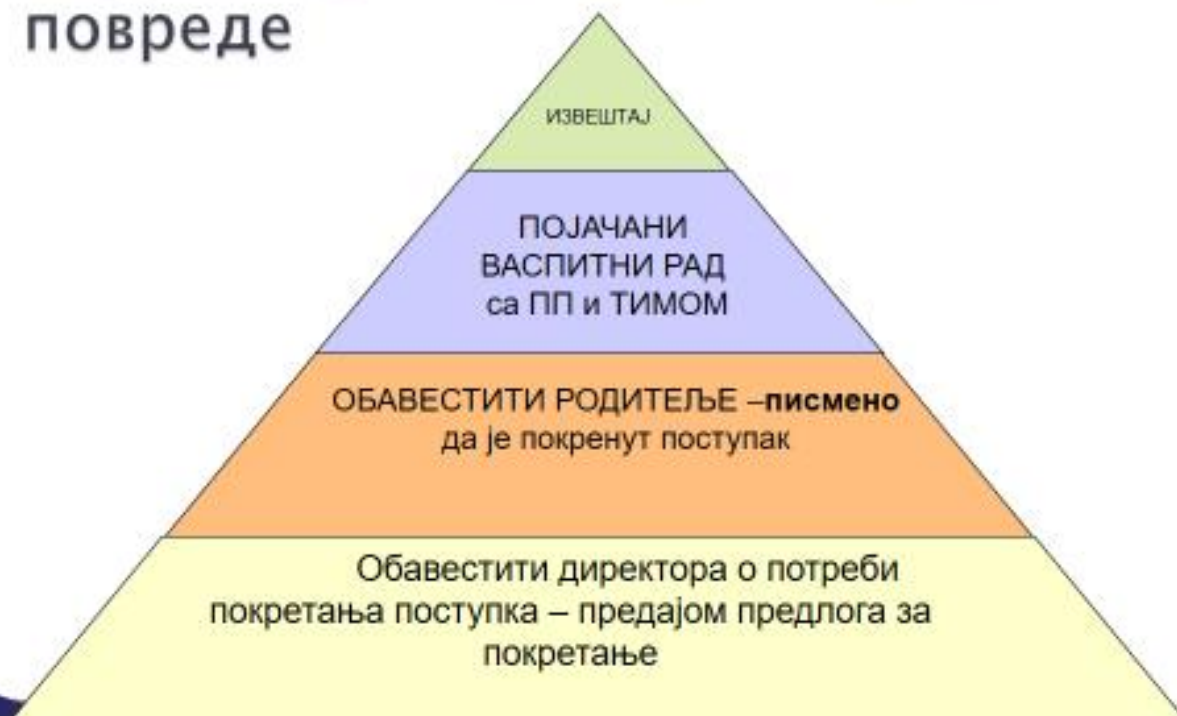 повреде
ИЗВЕШТАЈ
ПОЈАЧАНИ
ВАСПИТНИ РАД
са ПП и ТИМОМ
ОБАВЕСТИТИ РОДИТЕЉЕ –писмено
да је покренут поступак
Обавестити директора о потреби
покретања поступка – предајом предлога за
покретање